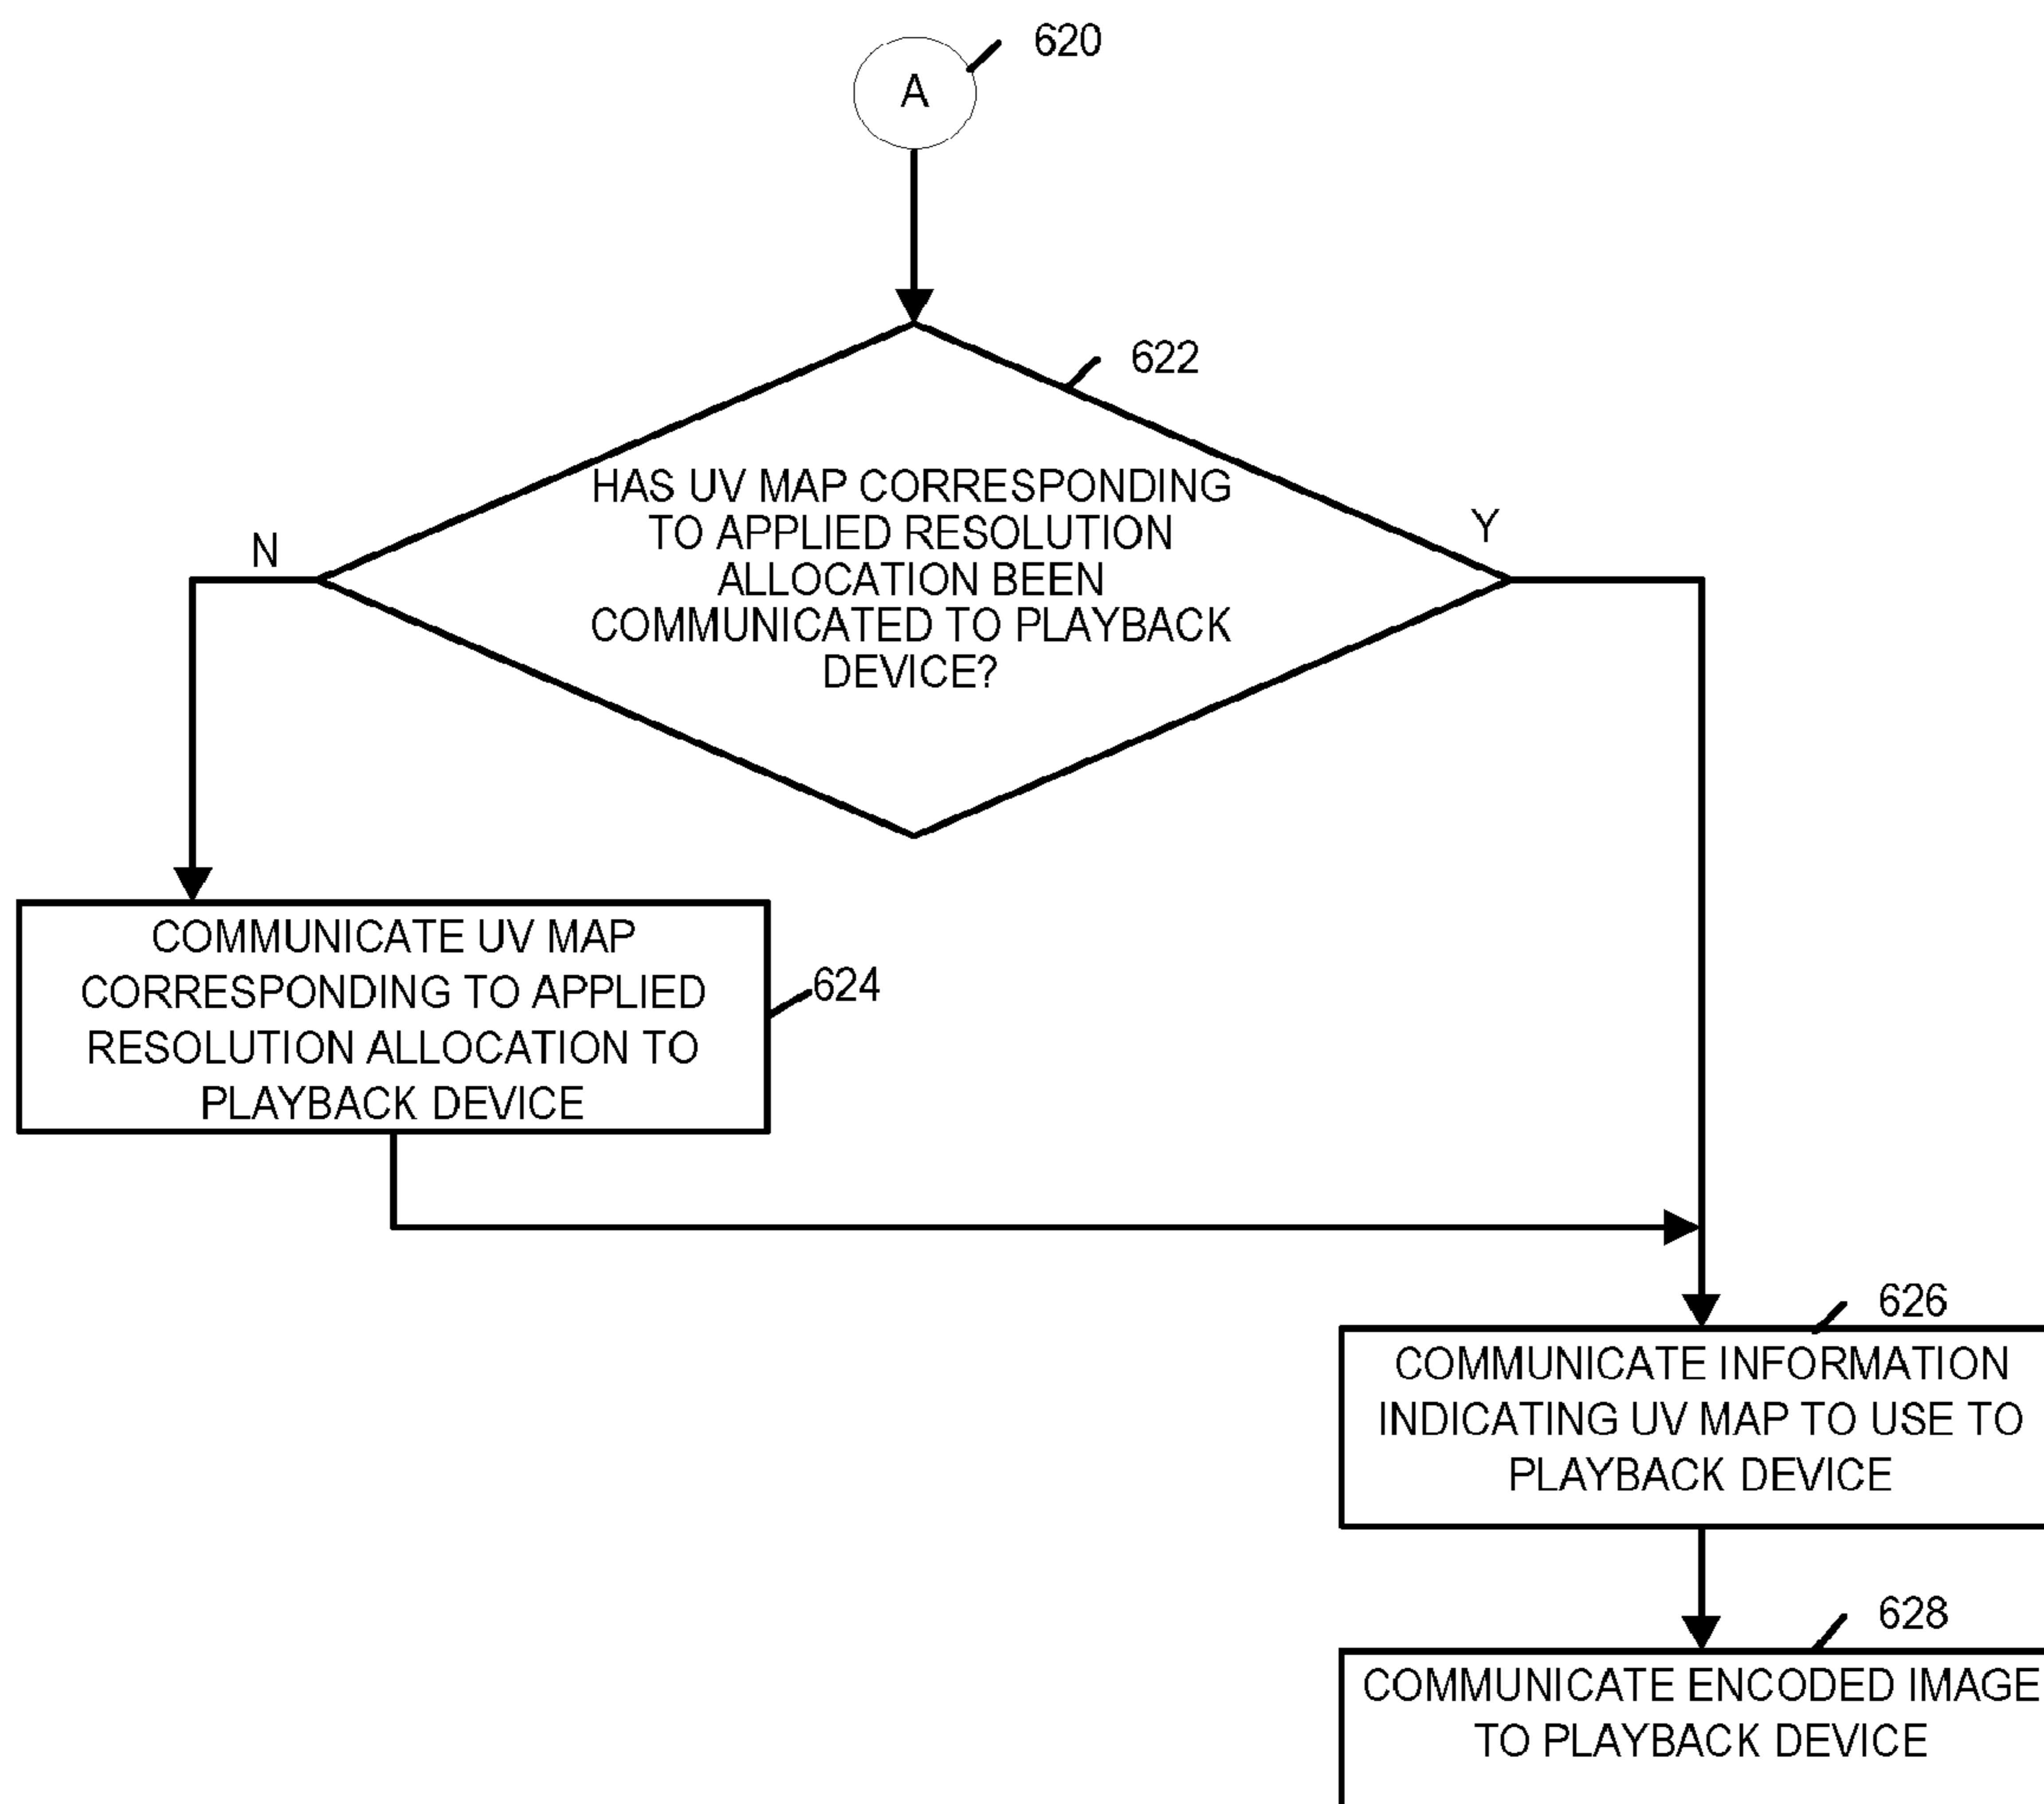 620
A
622
HAS UV MAP CORRESPONDING
TO APPLIED RESOLUTION
ALLOCATION BEEN
COMMUNICATED TO PLAYBACK
DEVICE?
N
Y
COMMUNICATE UV MAP
CORRESPONDING TO APPLIED
RESOLUTION ALLOCATION TO
PLAYBACK DEVICE
624
626
COMMUNICATE INFORMATION
INDICATING UV MAP TO USE TO
PLAYBACK DEVICE
628
COMMUNICATE ENCODED IMAGE
TO PLAYBACK DEVICE